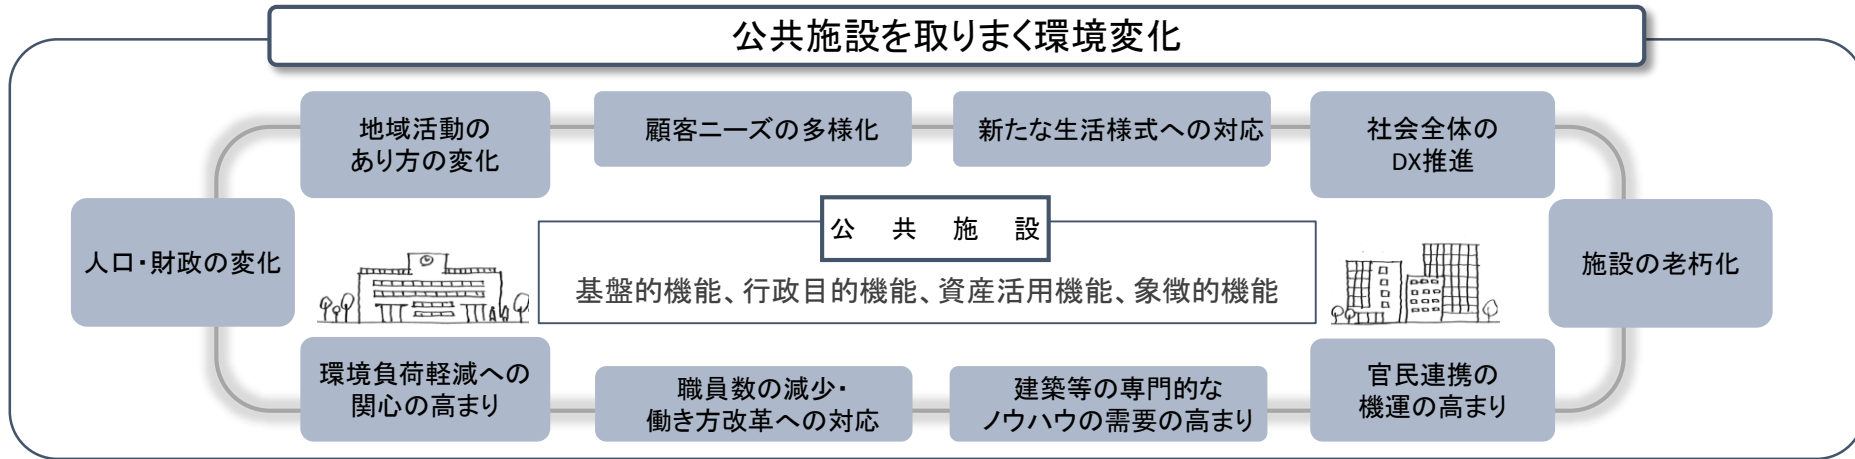 公共施設を取りまく環境変化
地域活動の
あり方の変化
顧客ニーズの多様化
新たな生活様式への対応
社会全体の
DX推進
人口・財政の変化
公共施設
基盤的機能、行政目的機能、資産活用機能、象徴的機能
施設の老朽化
環境負荷軽減への
関心の高まり
職員数の減少・
働き方改革への対応
建築等の専門的な
ノウハウの需要の高まり
官民連携の
機運の高まり